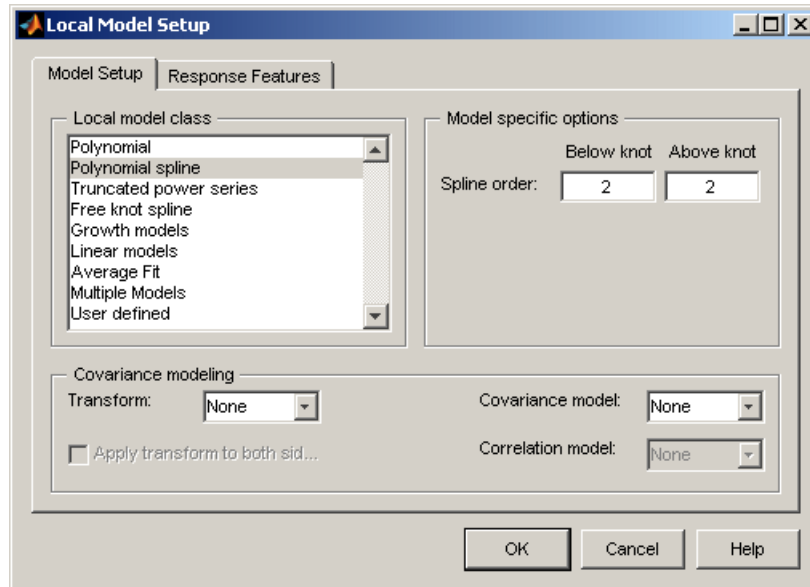 Local Model Setup
Model Setup
Response Features
Local model class
Polynomial
Polynomial spline
Truncated power series
Free knot spline
Growth models
Linear models
Average Fit
Multiple Models
User defined
Model specific options
Below knot Above knot
Spline order: 2 2
Covariance modeling
Transform: None
Apply transform to both sid...
Covariance model: None
Correlation model: None
OK
Cancel
Help